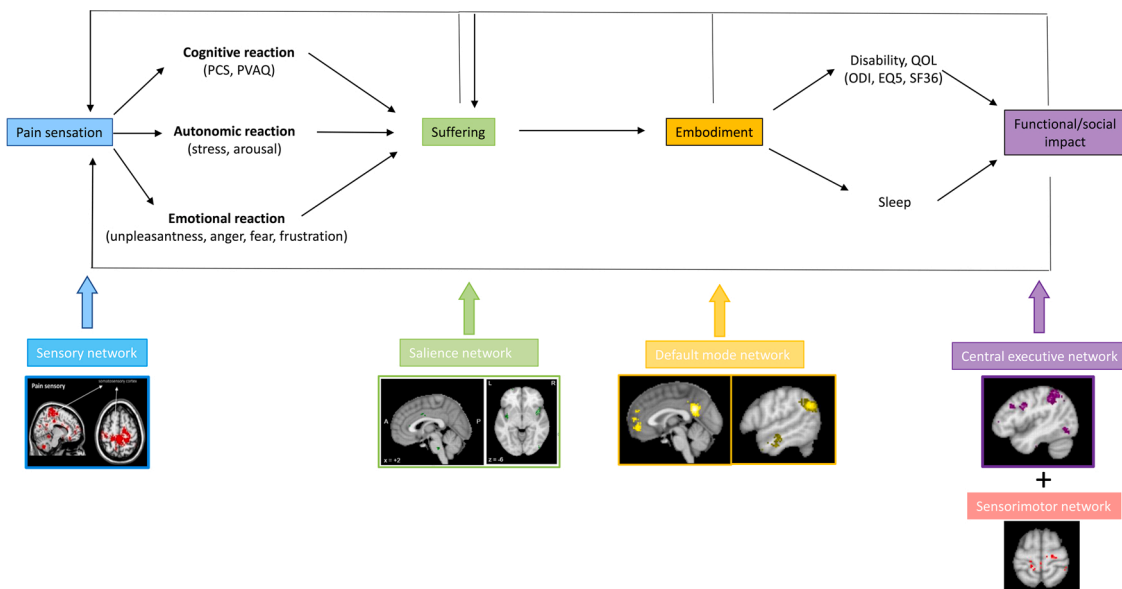 Cognitive reaction
(PCS, PVAQ)
Disability, QOL
(ODI, EQ5, SF36)
Pain sensation
Autonomic reaction
(stress, arousal)
Suffering
Embodiment
Functional/social
impact
Emotional reaction
(unpleasantness, anger, fear, frustration)
Sleep
Sensory network
Salience network
Default mode network
Central executive network
Pain sensory
somatosensory cortex
L
R
A
P
x = +2
z = -6
+
Sensorimotor network